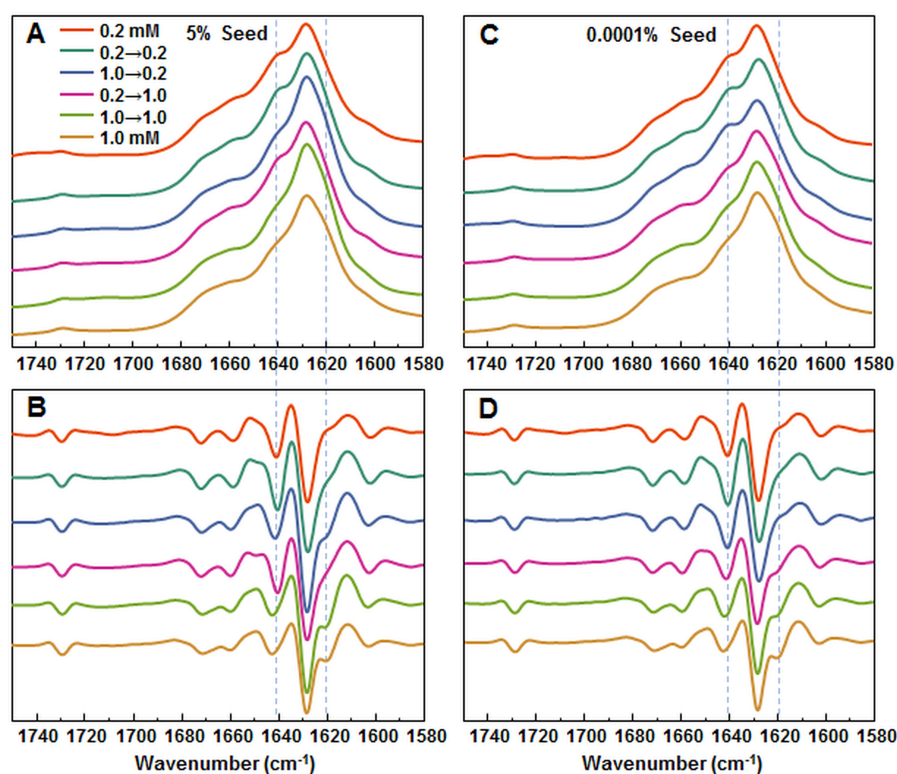 A
5% Seed
0.2 mM
0.2→0.2
1.0→0.2
0.2→1.0
1.0→1.0
1.0 mM
1740 1720 1700 1680 1660 1640 1620 1600 1580
C
0.0001% Seed
1740 1720 1700 1680 1660 1640 1620 1600 1580
B
1740 1720 1700 1680 1660 1640 1620 1600 1580
Wavenumber (cm⁻¹)
D
1740 1720 1700 1680 1660 1640 1620 1600 1580
Wavenumber (cm⁻¹)